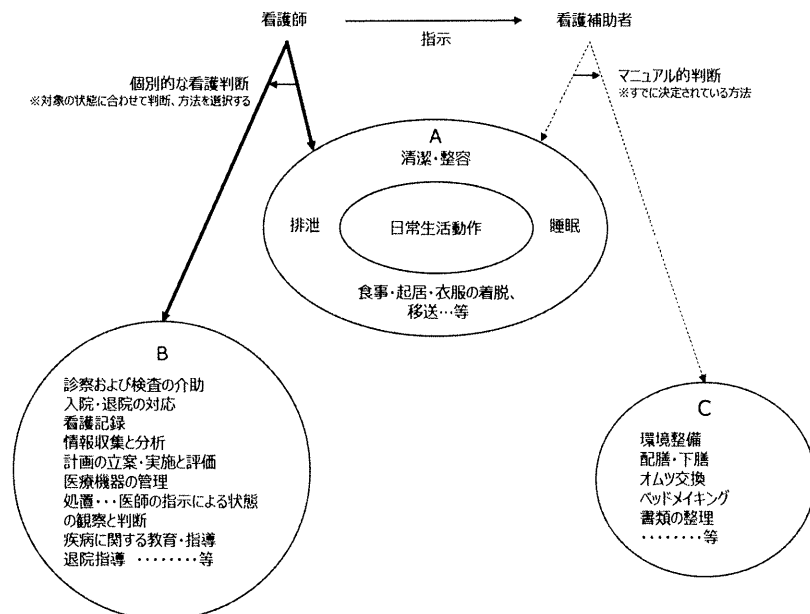 看護師
看護補助者
指示
個別的な看護判断
※対象の状態に合わせて判断、方法を選択する
マニュアル的判断
※すでに決定されている方法
A
清潔・整容
排泄
日常生活動作
睡眠
食事・起居・衣服の着脱、
移送…等
B
診察および検査の介助
入院・退院の対応
看護記録
情報収集と分析
計画の立案・実施と評価
医療機器の管理
処置・・・医師の指示による状態
の観察と判断
疾病に関する教育・指導
退院指導 ・・・・・・・・等
C
環境整備
配膳・下膳
オムツ交換
ベッドメイキング
書類の整理
・・・・・・・・・等